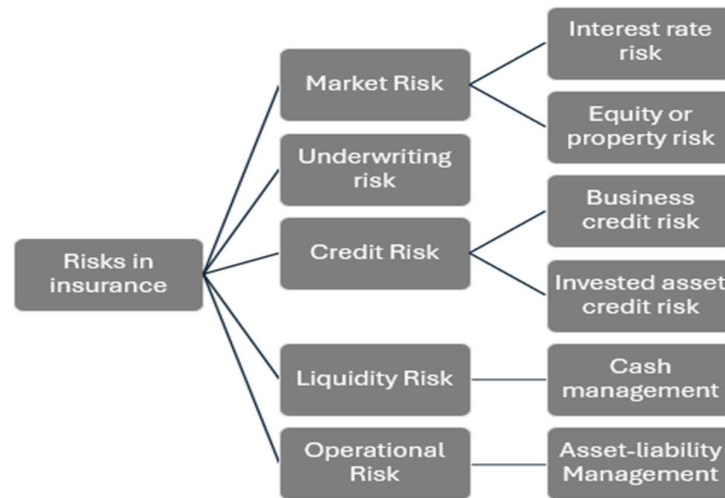 Risks in
insurance
Market Risk
Interest rate
risk
Equity or
property risk
Underwriting
risk
Credit Risk
Business
credit risk
Invested asset
credit risk
Liquidity Risk
Cash
management
Operational
Risk
Asset-liability
Management